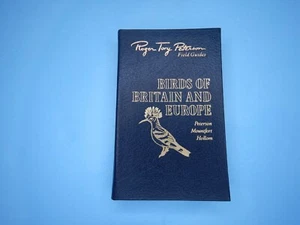 Roger Tory Peterson
Field Guides
BIRDS OF
BRITAIN AND
EUROPE
Peterson
Mountfort
Hollom